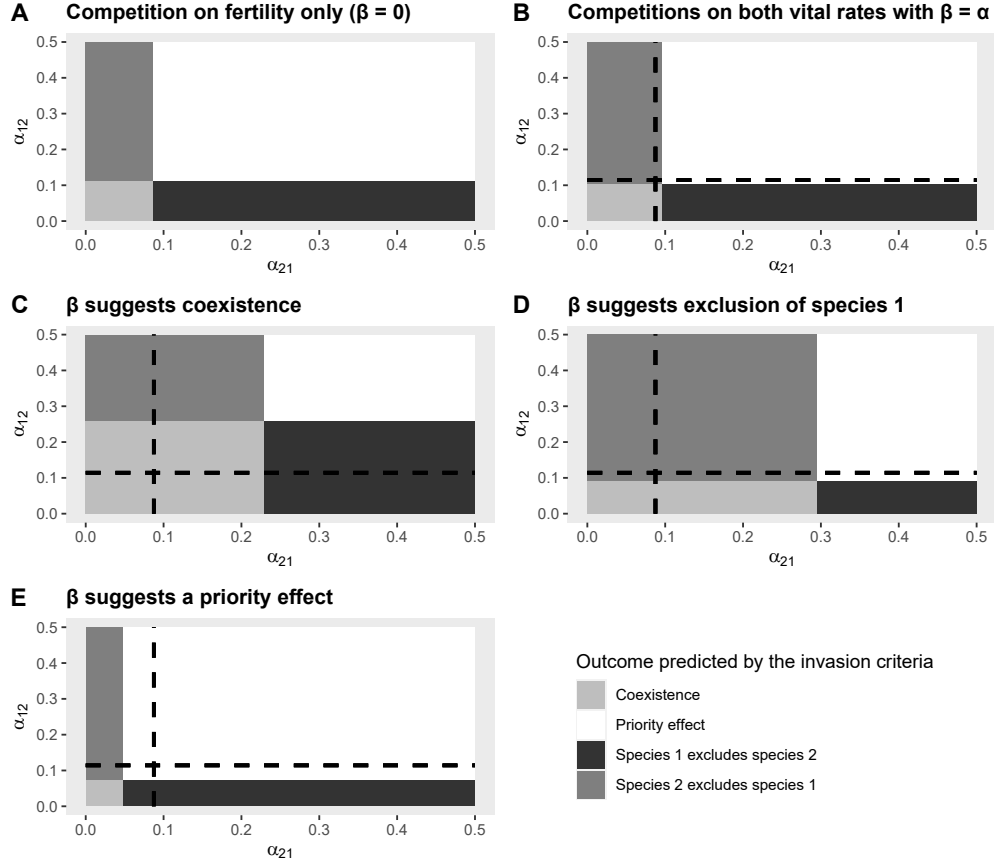 A Competition on fertility only (β = 0)
0.5
0.4
0.3
0.2
0.1
0.0
α12
0.0 0.1 0.2 0.3 0.4 0.5
α21
B Competitions on both vital rates with β = α
0.5
0.4
0.3
0.2
0.1
0.0
α12
0.0 0.1 0.2 0.3 0.4 0.5
α21
C β suggests coexistence
0.5
0.4
0.3
0.2
0.1
0.0
α12
0.0 0.1 0.2 0.3 0.4 0.5
α21
D β suggests exclusion of species 1
0.5
0.4
0.3
0.2
0.1
0.0
α12
0.0 0.1 0.2 0.3 0.4 0.5
α21
E β suggests a priority effect
0.5
0.4
0.3
0.2
0.1
0.0
α12
0.0 0.1 0.2 0.3 0.4 0.5
α21
Outcome predicted by the invasion criteria
Coexistence
Priority effect
Species 1 excludes species 2
Species 2 excludes species 1